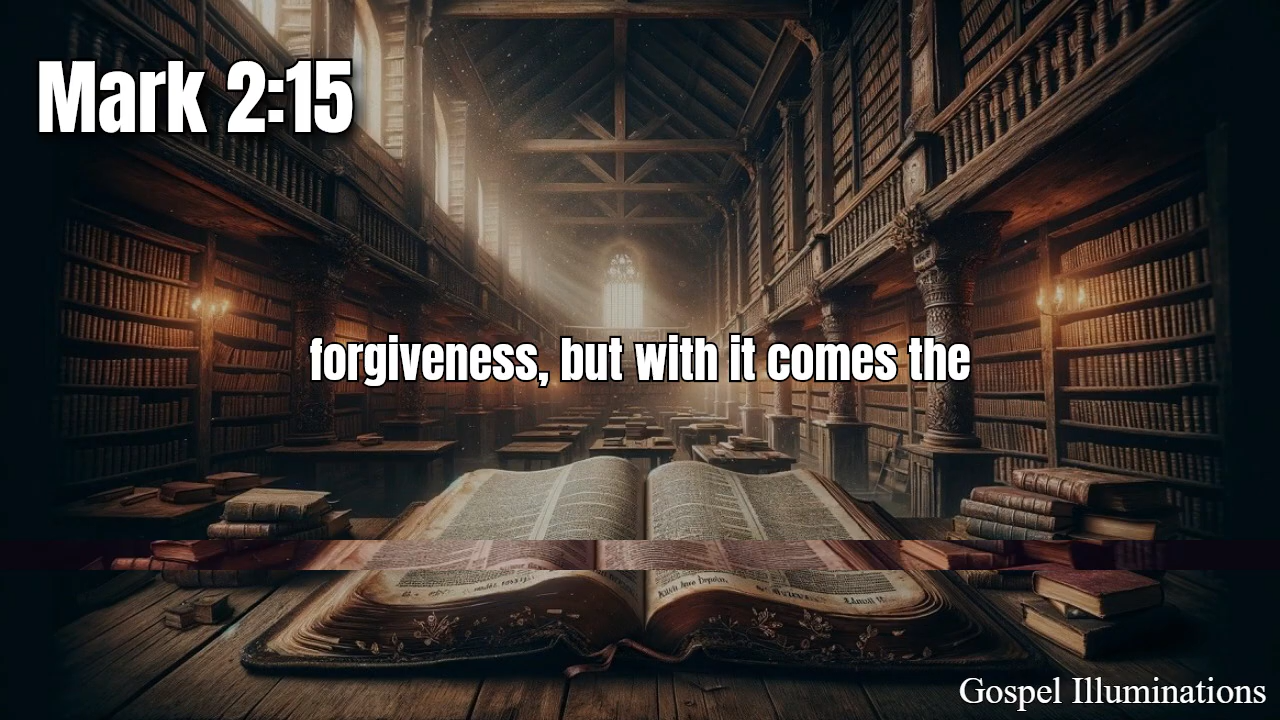 Mark 2:15
forgiveness, but with it comes the
Gospel Illuminations